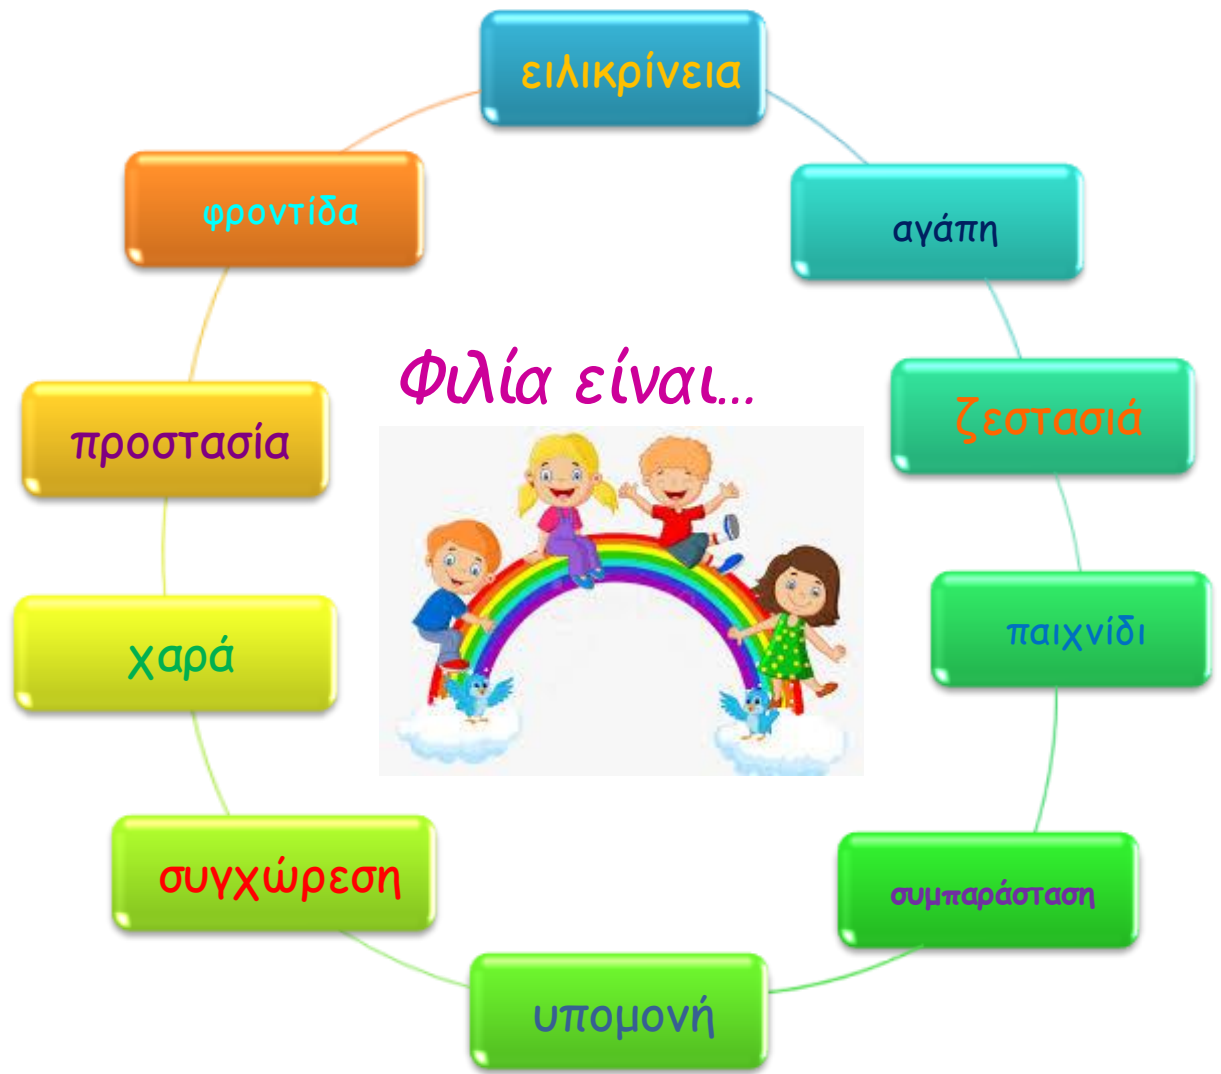 ειλικρίνεια
αγάπη
ζεστασιά
παιχνίδι
συμπαράσταση
υπομονή
συγχώρεση
χαρά
προστασία
φροντίδα
Φιλία είναι...